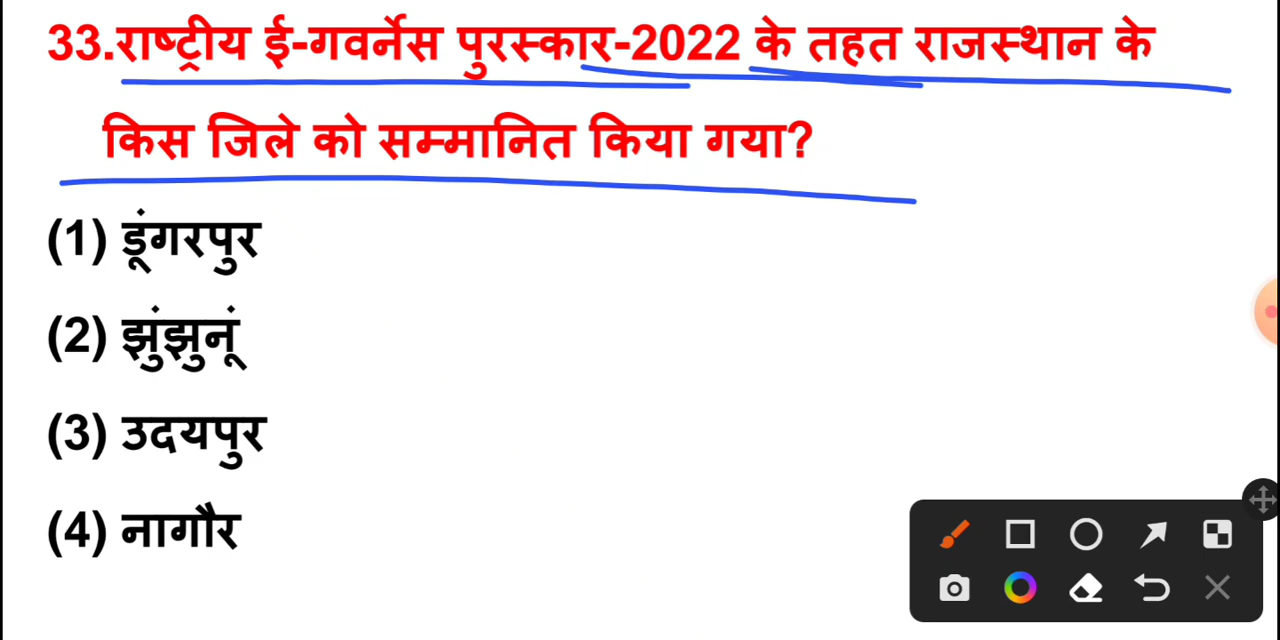 33.राष्ट्रीय ई-गवर्नेस पुरस्कार-2022 के तहत राजस्थान के
किस जिले को सम्मानित किया गया?
(1) डूंगरपुर
(2) झुंझुनूं
(3) उदयपुर
(4) नागौर